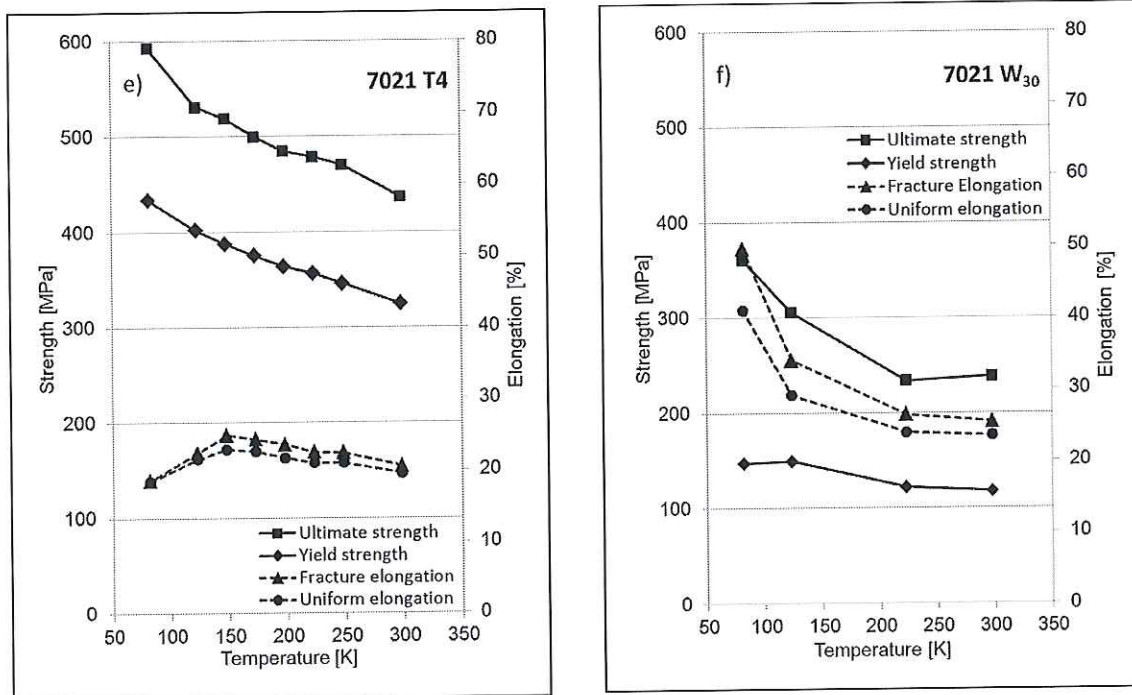 e)
7021 T4
600
500
400
300
200
100
0
80
70
60
50
40
30
20
10
0
50 100 150 200 250 300 350
Strength [MPa]
Elongation [%]
Temperature [K]
Ultimate strength
Yield strength
Fracture elongation
Uniform elongation
f)
7021 W₃₀
600
500
400
300
200
100
0
80
70
60
50
40
30
20
10
0
50 100 150 200 250 300 350
Strength [MPa]
Elongation [%]
Temperature [K]
Ultimate strength
Yield strength
Fracture Elongation
Uniform elongation